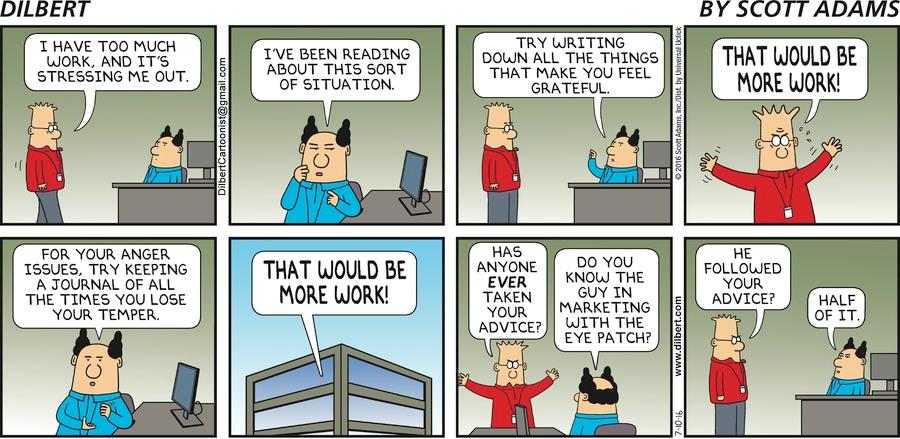 DILBERT
BY SCOTT ADAMS
I HAVE TOO MUCH
WORK, AND IT'S
STRESSING ME OUT.
DilbertCartoonist@gmail.com
I'VE BEEN READING
ABOUT THIS SORT
OF SITUATION.
TRY WRITING
DOWN ALL THE THINGS
THAT MAKE YOU FEEL
GRATEFUL.
© 2016 Scott Adams, Inc./Dist. by Universal Uclick
THAT WOULD BE
MORE WORK!
FOR YOUR ANGER
ISSUES, TRY KEEPING
A JOURNAL OF ALL
THE TIMES YOU LOSE
YOUR TEMPER.
THAT WOULD BE
MORE WORK!
HAS
ANYONE
EVER
TAKEN
YOUR
ADVICE?
DO YOU
KNOW THE
GUY IN
MARKETING
WITH THE
EYE PATCH?
7-10-16
www.dilbert.com
HE
FOLLOWED
YOUR
ADVICE?
HALF
OF IT.